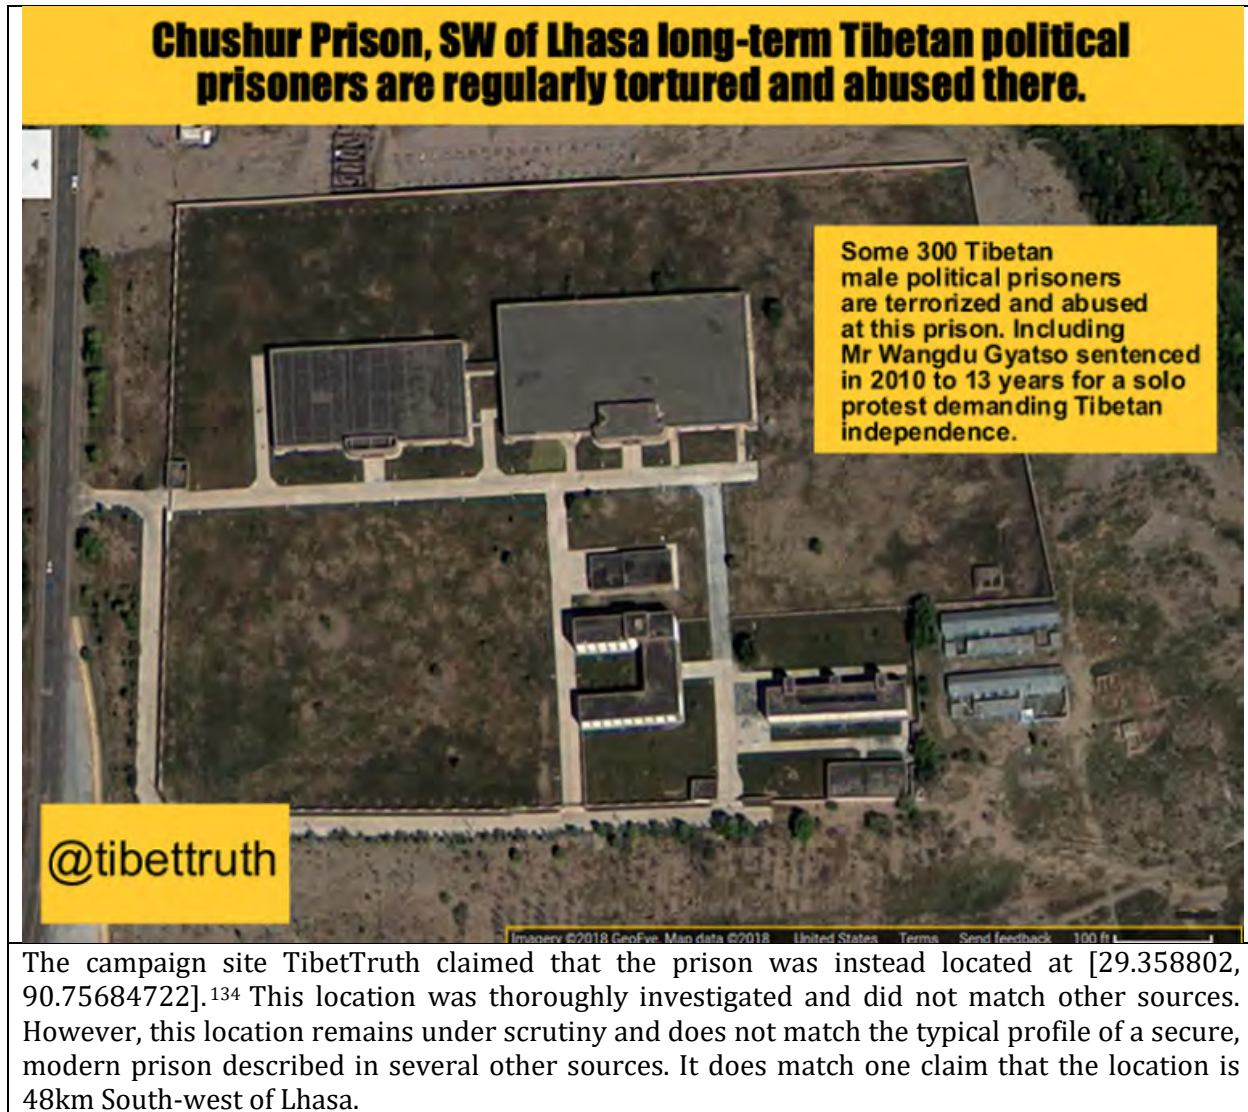 Chushur Prison, SW of Lhasa long-term Tibetan political
prisoners are regularly tortured and abused there.
Some 300 Tibetan
male political prisoners
are terrorized and abused
at this prison. Including
Mr Wangdu Gyatso sentenced
in 2010 to 13 years for a solo
protest demanding Tibetan
independence.
@tibettruth
Imagery ©2018 GeoEye, Map data ©2018 United States Terms Send feedback 100 ft
The campaign site TibetTruth claimed that the prison was instead located at [29.358802,
90.75684722].134 This location was thoroughly investigated and did not match other sources.
However, this location remains under scrutiny and does not match the typical profile of a secure,
modern prison described in several other sources. It does match one claim that the location is
48km South-west of Lhasa.